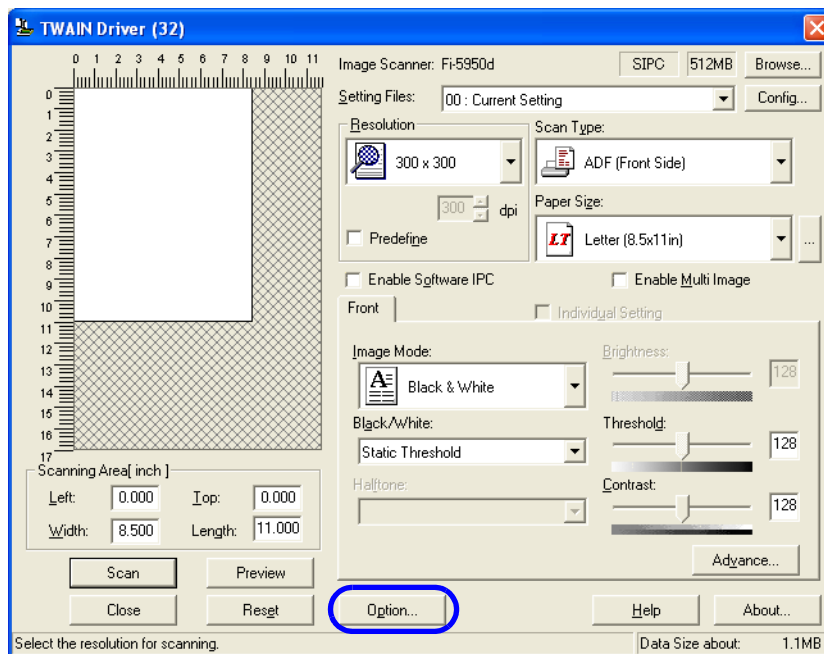 TWAIN Driver (32)
0 1 2 3 4 5 6 7 8 9 10 11
0
1
2
3
4
5
6
7
8
9
10
11
12
13
14
15
16
17
Image Scanner: Fi-5950d SIPC 512MB Browse...
Setting Files: 00 : Current Setting Config...
Resolution
300 x 300
300 dpi
Predefine
Scan Type:
ADF (Front Side)
Paper Size:
LT Letter (8.5x11in) ...
Enable Software IPC Enable Multi Image
Front Individual Setting
Image Mode:
A Black & White
Black/White:
Static Threshold
Halftone:
Brightness:
128
Threshold:
128
Contrast:
128
Advance...
Scanning Area[ inch ]
Left: 0.000 Top: 0.000
Width: 8.500 Length: 11.000
Scan Preview
Close Reset Option... Help About...
Select the resolution for scanning. Data Size about: 1.1MB